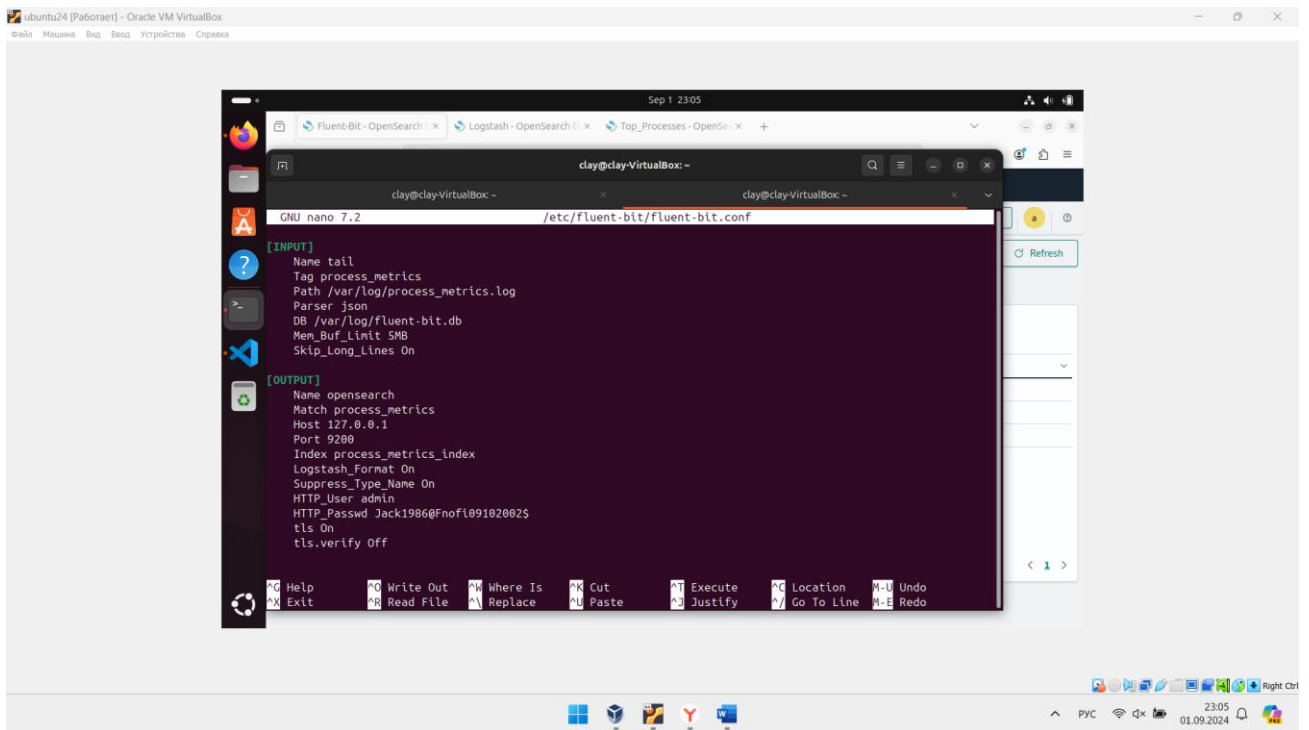 ubuntu24 [Работает] - Oracle VM VirtualBox
Файл Машина Вид Ввод Устройства Справка
Sep 1 23:05
Fluent-Bit - OpenSearch Logstash - OpenSearch Top_Processes - OpenSe
clay@clay-VirtualBox: ~
clay@clay-VirtualBox: ~ clay@clay-VirtualBox: ~
GNU nano 7.2 /etc/fluent-bit/fluent-bit.conf
a
Refresh
[INPUT]
Name tail
Tag process_metrics
Path /var/log/process_metrics.log
Parser json
DB /var/log/fluent-bit.db
Mem_Buf_Limit 5MB
Skip_Long_Lines On
[OUTPUT]
Name opensearch
Match process_metrics
Host 127.0.0.1
Port 9200
Index process_metrics_index
Logstash_Format On
Suppress_Type_Name On
HTTP_User admin
HTTP_Passwd Jack1986@Fnofi09102002$
tls On
tls.verify Off
< 1 >
^G Help ^O Write Out ^W Where Is ^K Cut ^T Execute ^C Location M-U Undo
^X Exit ^R Read File ^\ Replace ^U Paste ^J Justify ^/ Go To Line M-E Redo
Right Ctrl
РУС 23:05
01.09.2024